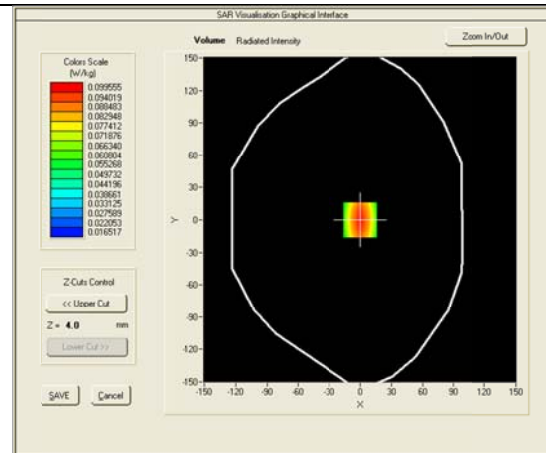 SAR Visualisation Graphical Interface
Volume Radiated Intensity
Zoom In/Out
Colors Scale
(W/kg)
0.099555
0.094019
0.088483
0.082948
0.077412
0.071876
0.066340
0.060804
0.055268
0.049732
0.044196
0.038661
0.033125
0.027589
0.022053
0.016517
Z-Cuts Control
<< Upper Cut
Z = 4.0 mm
Lower Cut >>
SAVE Cancel
150
120
90
60
30
0
-30
-60
-90
-120
-150
Y
-150 -120 -90 -60 -30 0 30 60 90 120 150
X